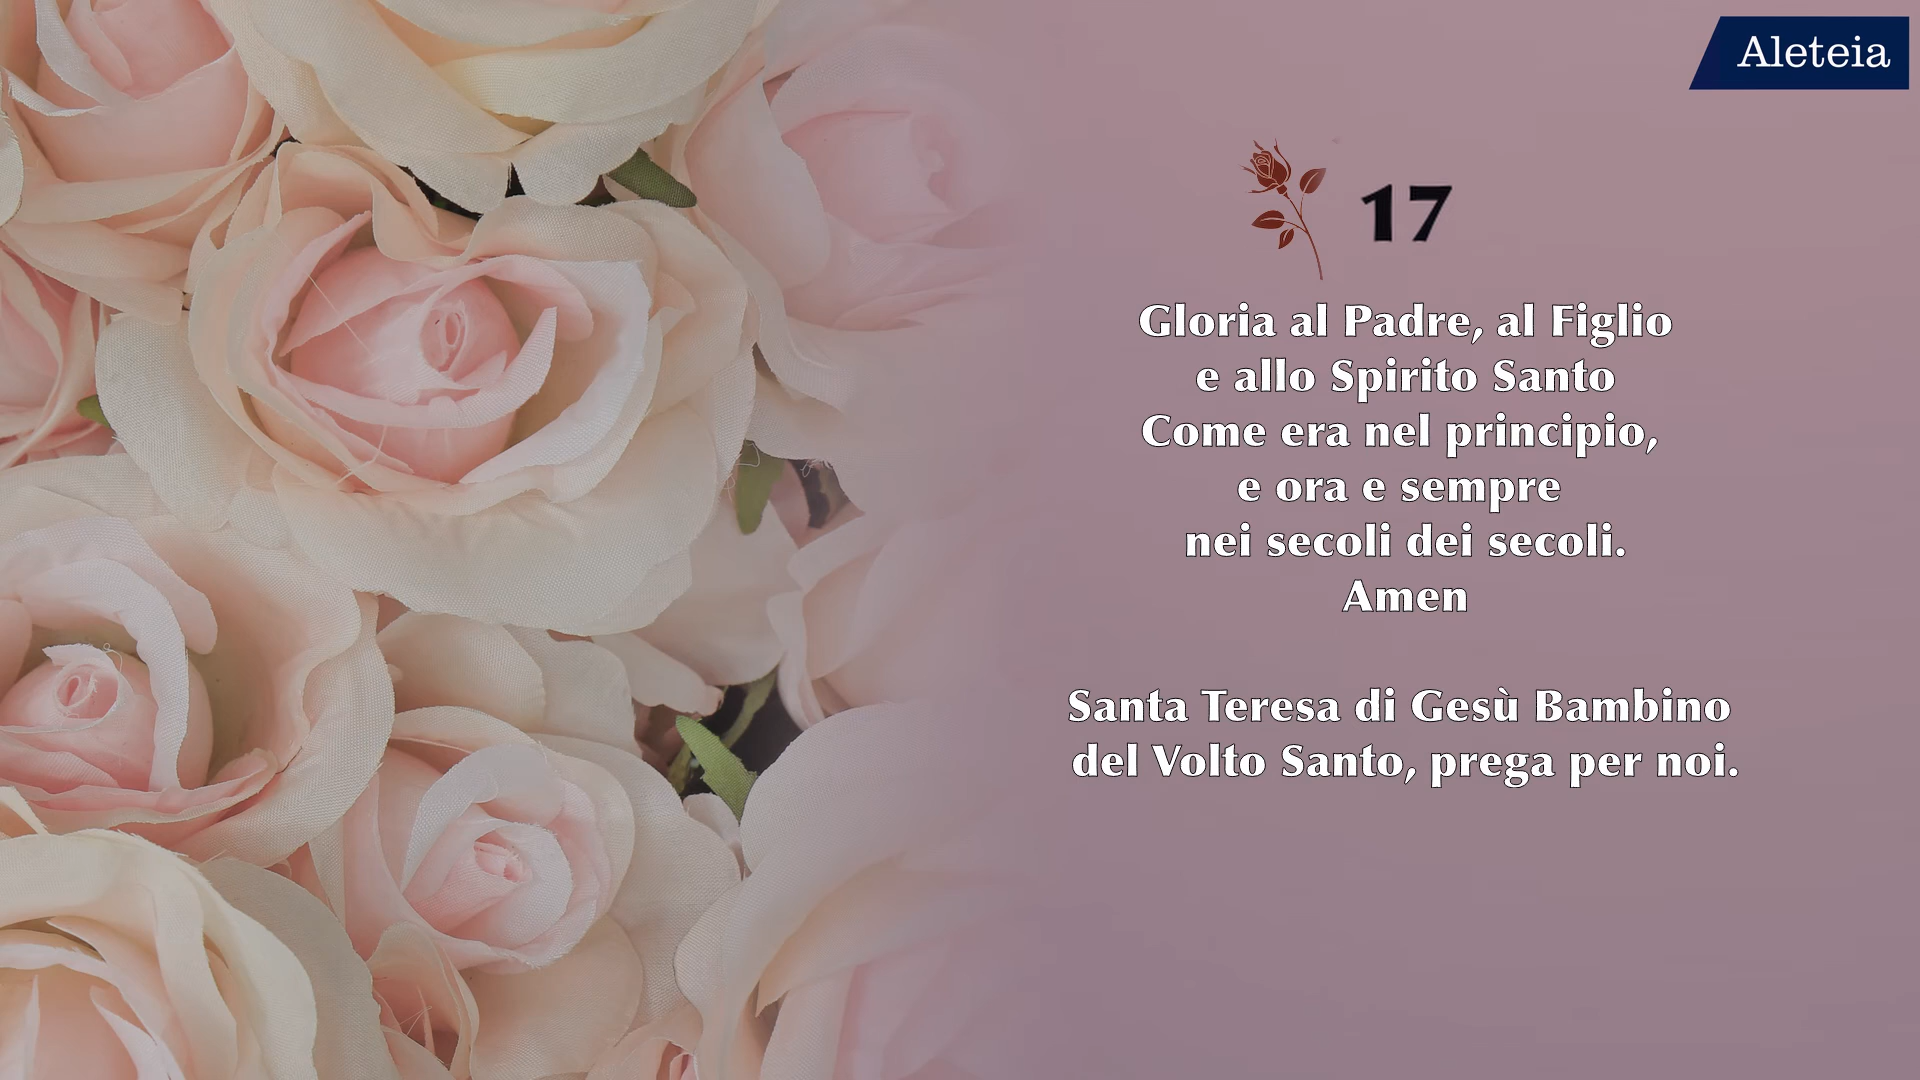 Aleteia
17
Gloria al Padre, al Figlio
e allo Spirito Santo
Come era nel principio,
e ora e sempre
nei secoli dei secoli.
Amen
Santa Teresa di Gesù Bambino
del Volto Santo, prega per noi.